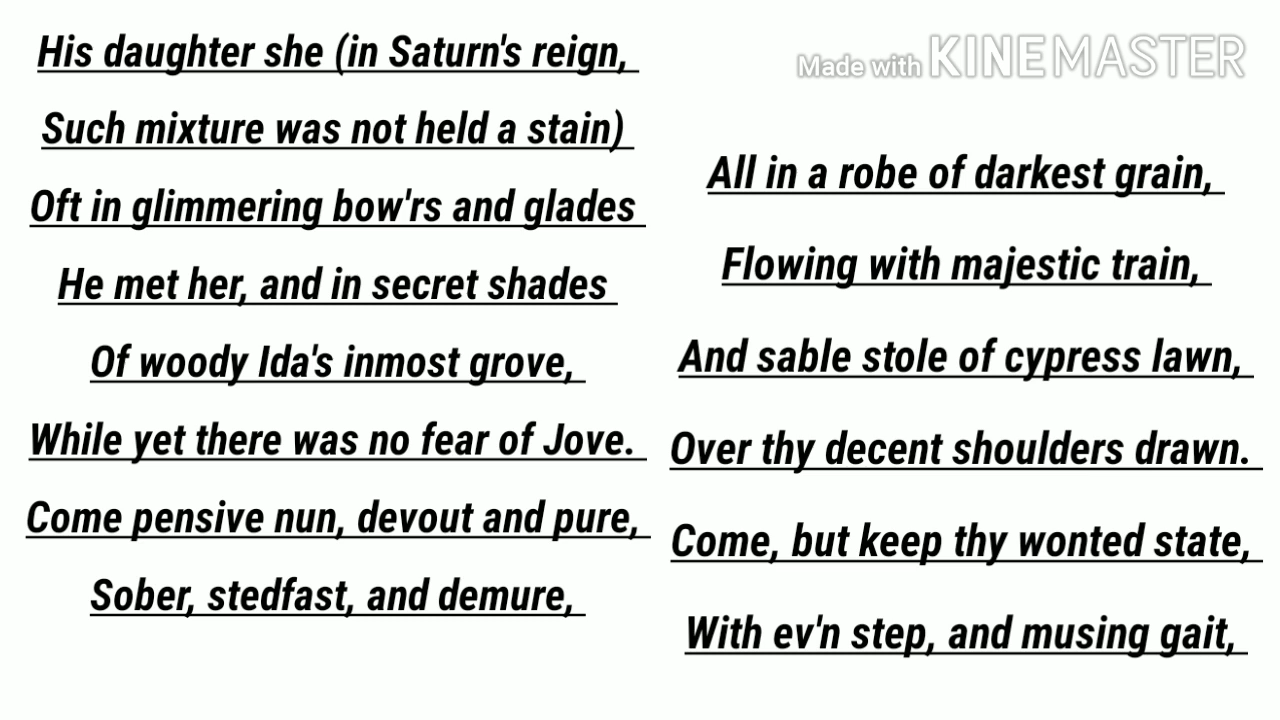 His daughter she (in Saturn's reign,
Such mixture was not held a stain)
Oft in glimmering bow'rs and glades
He met her, and in secret shades
Of woody Ida's inmost grove,
While yet there was no fear of Jove.
Come pensive nun, devout and pure,
Sober, stedfast, and demure,
Made with KINEMASTER
All in a robe of darkest grain,
Flowing with majestic train,
And sable stole of cypress lawn,
Over thy decent shoulders drawn.
Come, but keep thy wonted state,
With ev'n step, and musing gait,